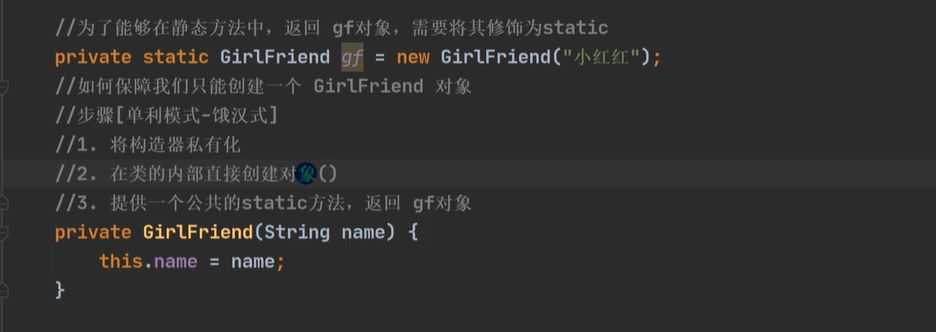 //为了能够在静态方法中，返回 gf对象，需要将其修饰为static
private static GirlFriend gf = new GirlFriend("小红红");
//如何保障我们只能创建一个 GirlFriend 对象
//步骤[单利模式-饿汉式]
//1. 将构造器私有化
//2. 在类的内部直接创建对象()
//3. 提供一个公共的static方法，返回 gf对象
private GirlFriend(String name) {
this.name = name;
}